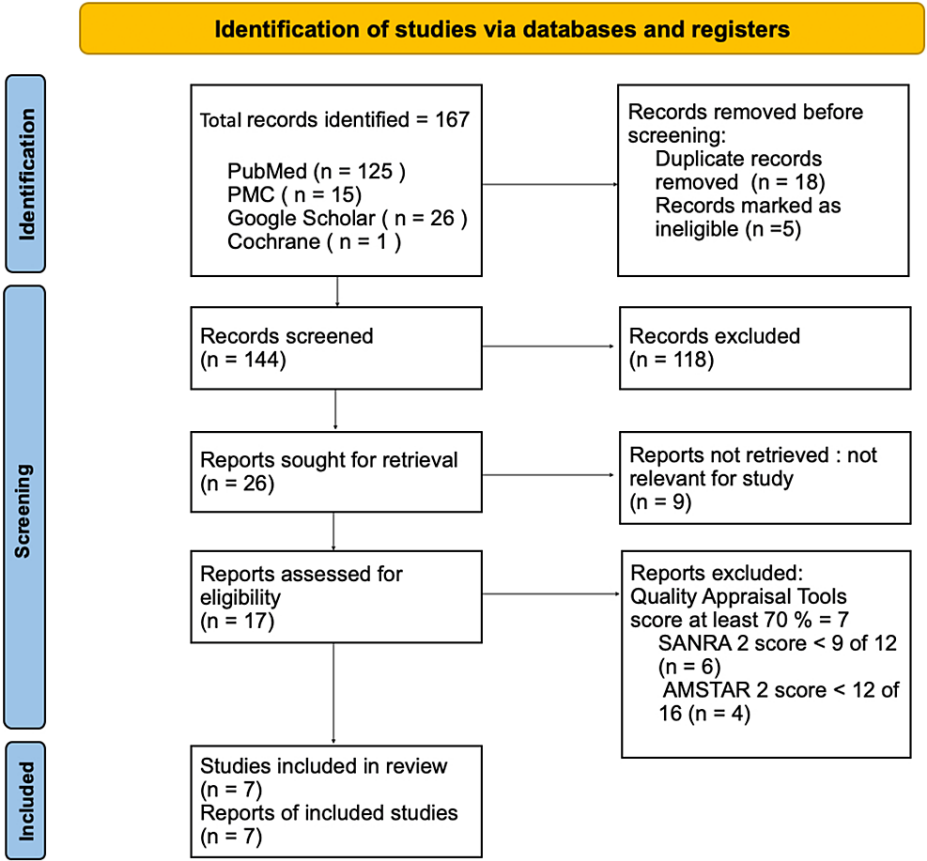 Identification of studies via databases and registers
Identification
Total records identified = 167
PubMed (n = 125 )
PMC ( n = 15)
Google Scholar ( n = 26 )
Cochrane ( n = 1 )
Records removed before
screening:
Duplicate records
removed  (n = 18)
Records marked as
ineligible (n =5)
Screening
Records screened
(n = 144)
Records excluded
(n = 118)
Reports sought for retrieval
(n = 26)
Reports not retrieved : not
relevant for study
(n = 9)
Reports assessed for
eligibility
(n = 17)
Reports excluded:
Quality Appraisal Tools
score at least 70 % = 7
SANRA 2 score < 9 of 12
(n = 6)
AMSTAR 2 score < 12 of
16 (n = 4)
Included
Studies included in review
(n = 7)
Reports of included studies
(n = 7)